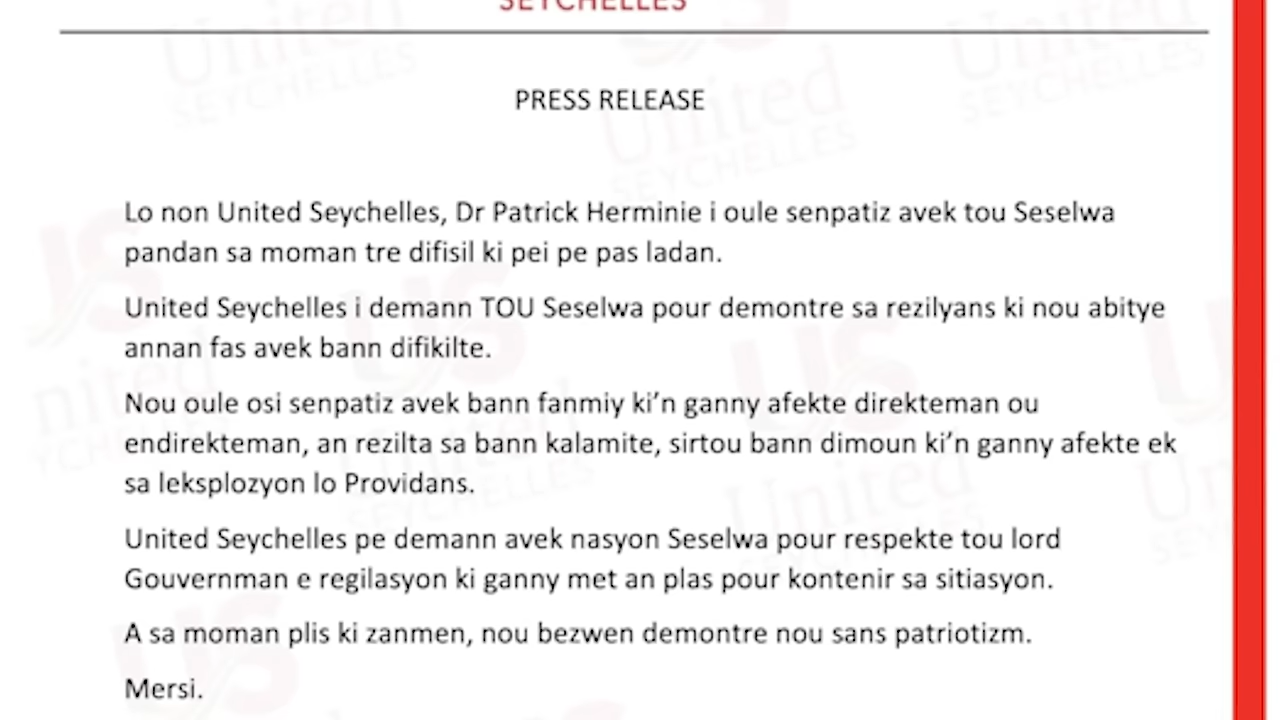 SEYCHELLES
PRESS RELEASE
Lo non United Seychelles, Dr Patrick Herminie i oule senpatiz avek tou Seselwa
pandan sa moman tre difisil ki pei pe pas ladan.
United Seychelles i demann TOU Seselwa pour demontre sa rezilyans ki nou abitye
annan fas avek bann difikilte.
Nou oule osi senpatiz avek bann fanmiy ki’n ganny afekte direkteman ou
endirekteman, an rezilta sa bann kalamite, sirtou bann dimoun ki’n ganny afekte ek
sa leksplozyon lo Providans.
United Seychelles pe demann avek nasyon Seselwa pour respekte tou lord
Gouvernman e regilasyon ki ganny met an plas pour kontenir sa sitiasyon.
A sa moman plis ki zanmen, nou bezwen demontre nou sans patriotizm.
Mersi.